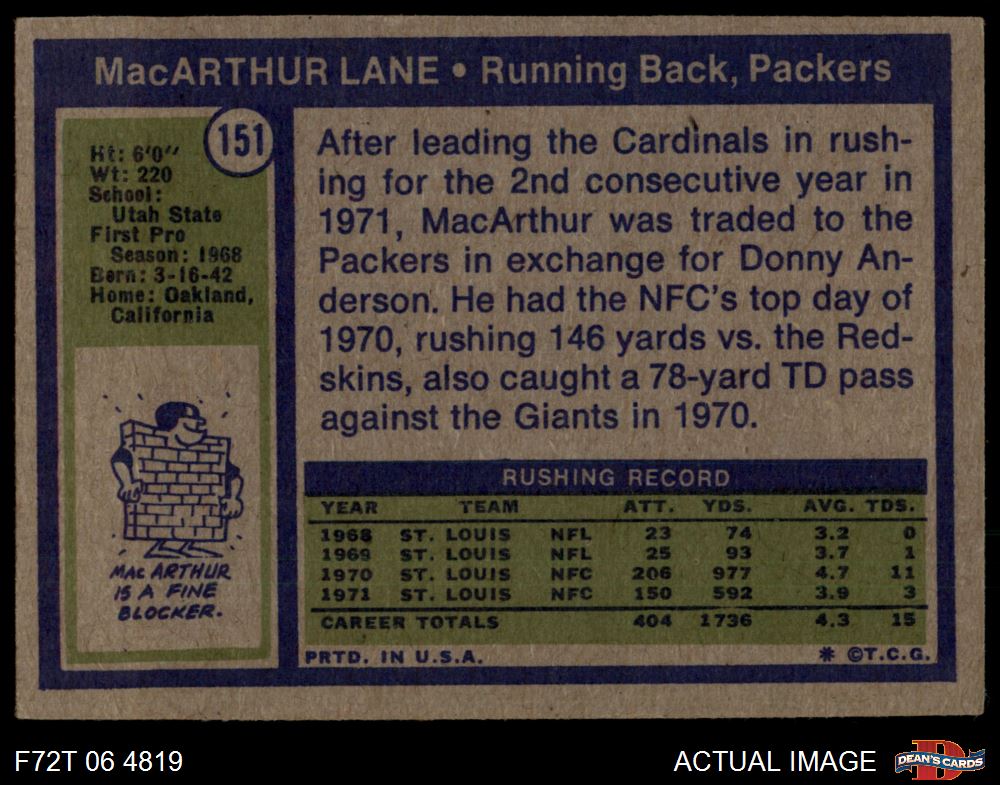 MacARTHUR LANE • Running Back, Packers
151
Ht: 6'0"
Wt: 220
School:
Utah State
First Pro
Season: 1968
Born: 3-16-42
Home: Oakland,
California
MAC ARTHUR
IS A FINE
BLOCKER.
After leading the Cardinals in rush-
ing for the 2nd consecutive year in
1971, MacArthur was traded to the
Packers in exchange for Donny An-
derson. He had the NFC's top day of
1970, rushing 146 yards vs. the Red-
skins, also caught a 78-yard TD pass
against the Giants in 1970.
RUSHING RECORD
YEAR TEAM ATT. YDS. AVG. TDS.
1968 ST. LOUIS NFL 23 74 3.2 0
1969 ST. LOUIS NFL 25 93 3.7 1
1970 ST. LOUIS NFC 206 977 4.7 11
1971 ST. LOUIS NFC 150 592 3.9 3
CAREER TOTALS 404 1736 4.3 15
PRTD. IN U.S.A. * ©T.C.G.
F72T 06 4819 ACTUAL IMAGE DEAN'S CARDS